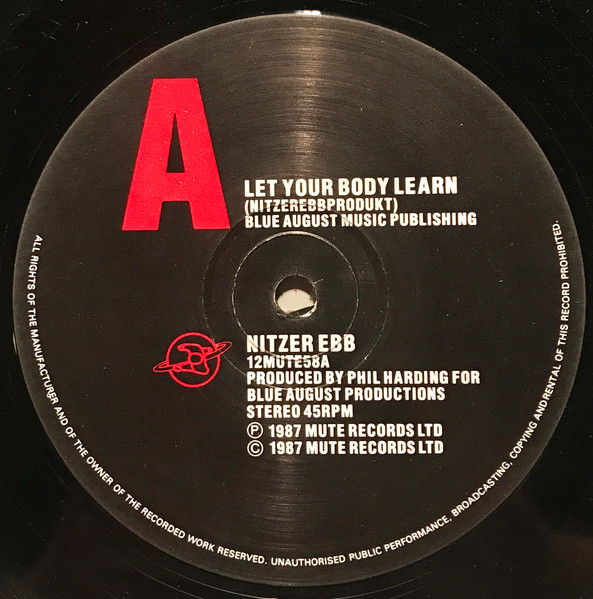 A
LET YOUR BODY LEARN
(NITZEREBBPRODUKT)
BLUE AUGUST MUSIC PUBLISHING
NITZER EBB
12MUTE58A
PRODUCED BY PHIL HARDING FOR
BLUE AUGUST PRODUCTIONS
STEREO 45RPM
Ⓟ 1987 MUTE RECORDS LTD
© 1987 MUTE RECORDS LTD
ALL RIGHTS OF THE MANUFACTURER AND OF THE OWNER OF THE RECORDED WORK RESERVED. UNAUTHORISED PUBLIC PERFORMANCE, BROADCASTING, COPYING AND RENTAL OF THIS RECORD PROHIBITED.